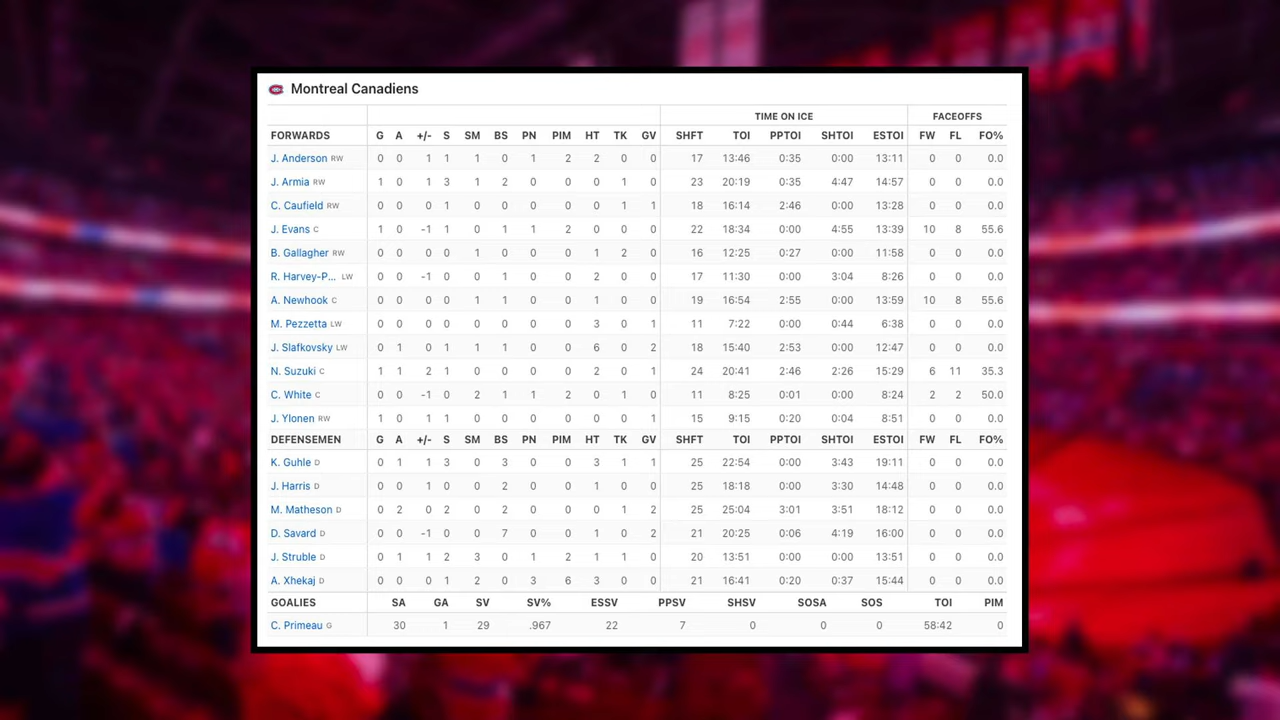 Montreal Canadiens
TIME ON ICE FACEOFFS
FORWARDS G A +/- S SM BS PN PIM HT TK GV SHFT TOI PPTOI SHTOI ESTOI FW FL FO%
J. Anderson RW 0 0 1 1 1 0 1 2 2 0 0 17 13:46 0:35 0:00 13:11 0 0 0.0
J. Armia RW 1 0 1 3 1 2 0 0 0 1 0 23 20:19 0:35 4:47 14:57 0 0 0.0
C. Caufield RW 0 0 0 1 0 0 0 0 0 1 1 18 16:14 2:46 0:00 13:28 0 0 0.0
J. Evans C 1 0 -1 1 0 1 1 2 0 0 0 22 18:34 0:00 4:55 13:39 10 8 55.6
B. Gallagher RW 0 0 0 0 1 0 0 0 1 2 0 16 12:25 0:27 0:00 11:58 0 0 0.0
R. Harvey-P... LW 0 0 -1 0 0 1 0 0 2 0 0 17 11:30 0:00 3:04 8:26 0 0 0.0
A. Newhook C 0 0 0 0 1 1 0 0 1 0 0 19 16:54 2:55 0:00 13:59 10 8 55.6
M. Pezzetta LW 0 0 0 0 0 0 0 0 3 0 1 11 7:22 0:00 0:44 6:38 0 0 0.0
J. Slafkovsky LW 0 1 0 1 1 1 0 0 6 0 2 18 15:40 2:53 0:00 12:47 0 0 0.0
N. Suzuki C 1 1 2 1 0 0 0 0 2 0 1 24 20:41 2:46 2:26 15:29 6 11 35.3
C. White C 0 0 -1 0 2 1 1 2 0 1 0 11 8:25 0:01 0:00 8:24 2 2 50.0
J. Ylonen RW 1 0 1 1 0 0 0 0 0 0 1 15 9:15 0:20 0:04 8:51 0 0 0.0
DEFENSEMEN G A +/- S SM BS PN PIM HT TK GV SHFT TOI PPTOI SHTOI ESTOI FW FL FO%
K. Guhle D 0 1 1 3 0 3 0 0 3 1 1 25 22:54 0:00 3:43 19:11 0 0 0.0
J. Harris D 0 0 1 0 0 2 0 0 1 0 0 25 18:18 0:00 3:30 14:48 0 0 0.0
M. Matheson D 0 2 0 2 0 2 0 0 0 1 2 25 25:04 3:01 3:51 18:12 0 0 0.0
D. Savard D 0 0 -1 0 0 7 0 0 1 0 2 21 20:25 0:06 4:19 16:00 0 0 0.0
J. Struble D 0 1 1 2 3 0 1 2 1 1 0 20 13:51 0:00 0:00 13:51 0 0 0.0
A. Xhekaj D 0 0 0 1 2 0 3 6 3 0 0 21 16:41 0:20 0:37 15:44 0 0 0.0
GOALIES SA GA SV SV% ESSV PPSV SHSV SOSA SOS TOI PIM
C. Primeau G 30 1 29 .967 22 7 0 0 0 58:42 0